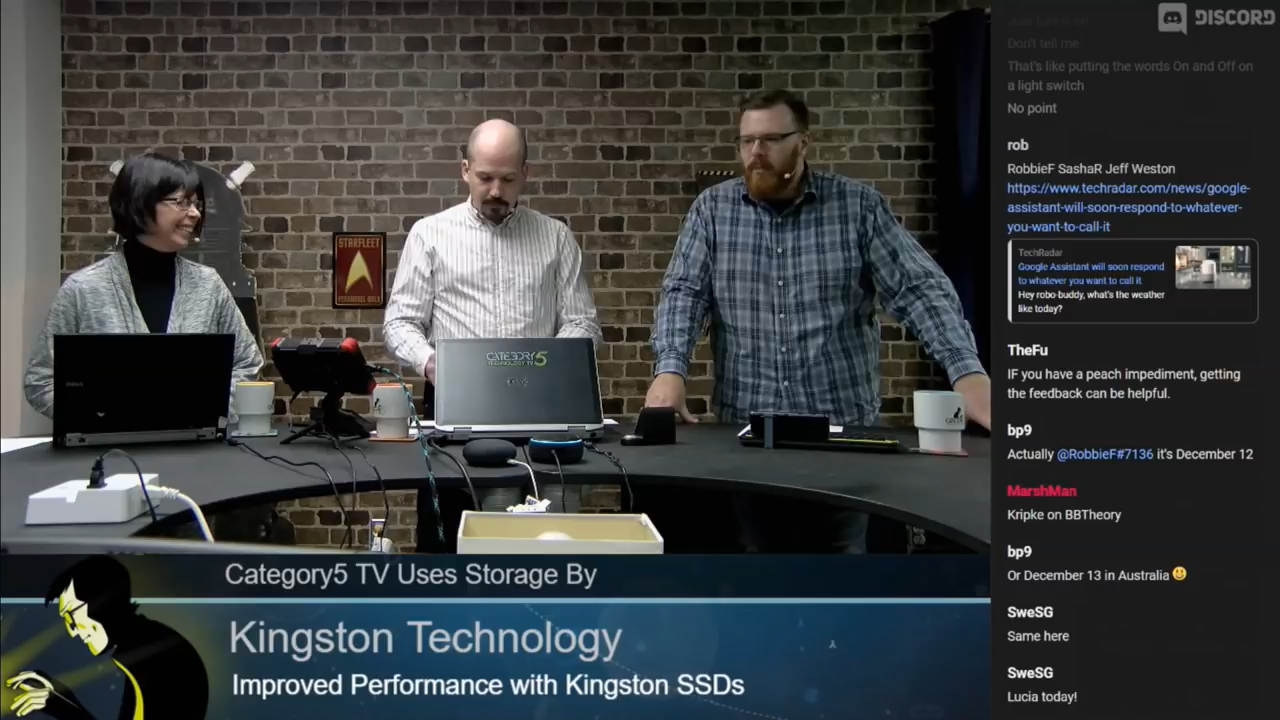 DISCORD
Don't tell me
That's like putting the words On and Off on
a light switch
No point
rob
RobbieF SashaR Jeff Weston
https://www.techradar.com/news/google-
assistant-will-soon-respond-to-whatever-
you-want-to-call-it
TechRadar
Google Assistant will soon respond
to whatever you want to call it
Hey robo-buddy, what's the weather
like today?
TheFu
IF you have a peach impediment, getting
the feedback can be helpful.
bp9
Actually @RobbieF#7136 it's December 12
MarshMan
Kripke on BBTheory
bp9
Or December 13 in Australia
SweSG
Same here
SweSG
Lucia today!
STARFLEET
PERSONNEL ONLY
CATEGORY 5
TECHNOLOGY TV
DELL
Category5 TV Uses Storage By
Kingston Technology
Improved Performance with Kingston SSDs